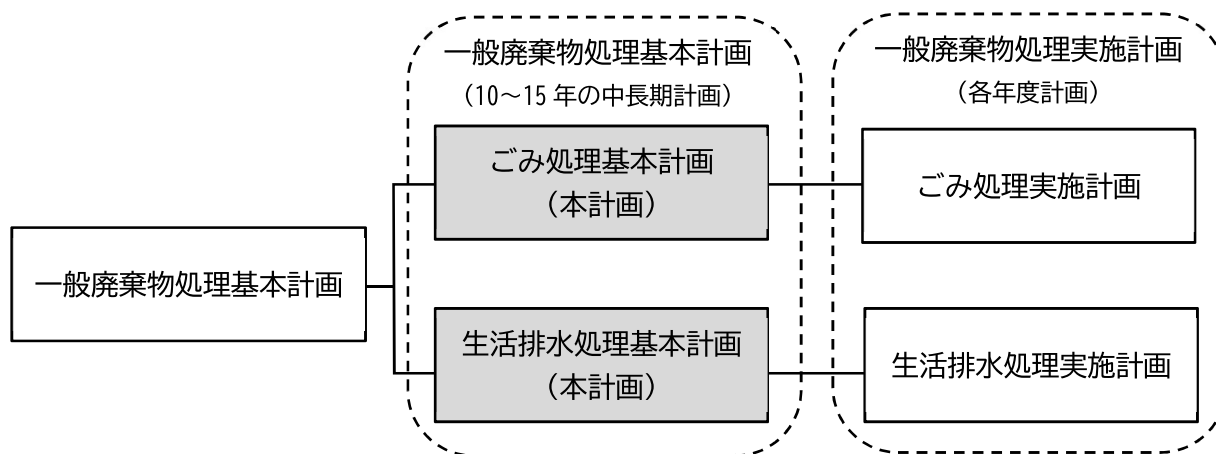 一般廃棄物処理基本計画
一般廃棄物処理基本計画
（10～15 年の中長期計画）
ごみ処理基本計画
（本計画）
生活排水処理基本計画
（本計画）
一般廃棄物処理実施計画
（各年度計画）
ごみ処理実施計画
生活排水処理実施計画